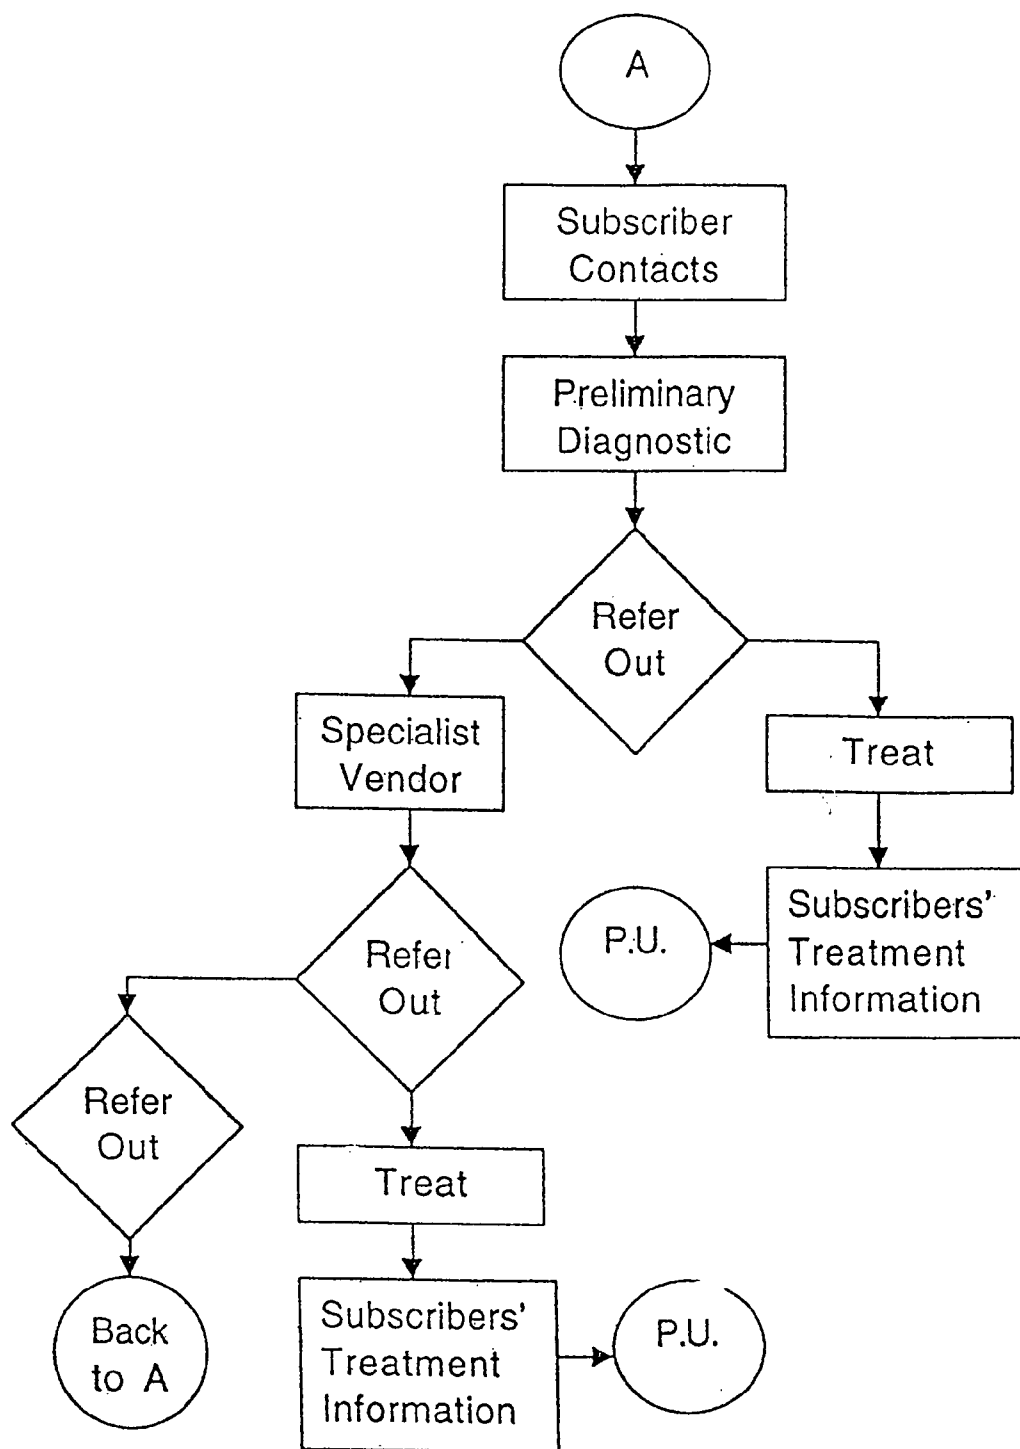 A
Subscriber
Contacts
Preliminary
Diagnostic
Refer
Out
Specialist
Vendor
Treat
Subscribers'
Treatment
Information
P.U.
Refer
Out
Refer
Out
Treat
Back
to A
Subscribers'
Treatment
Information
P.U.